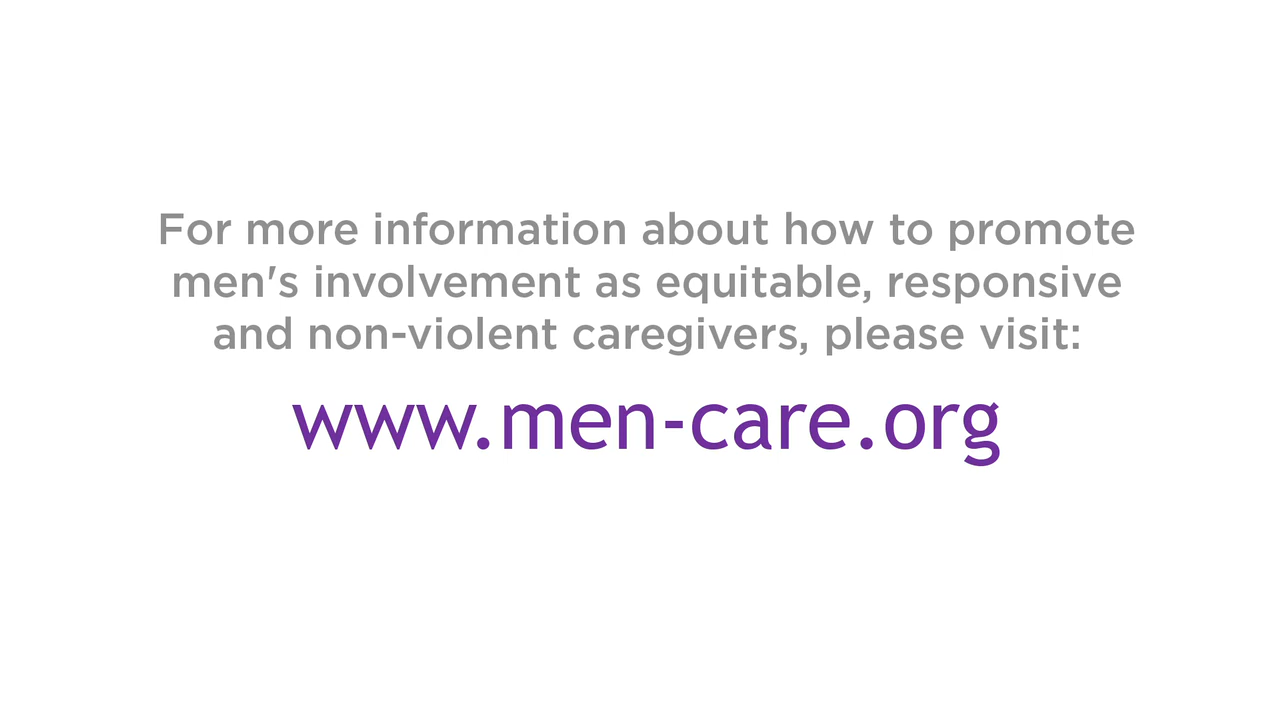 For more information about how to promote
men's involvement as equitable, responsive
and non-violent caregivers, please visit:
www.men-care.org